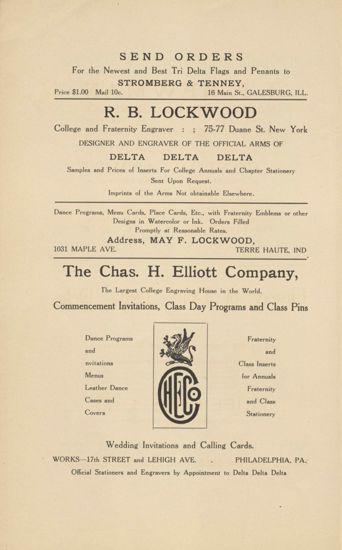 SEND ORDERS
For the Newest and Best Tri Delta Flags and Penants to
STROMBERG & TENNEY,
Price $1.00 Mail 10c. 16 Main St., GALESBURG, ILL.
R. B. LOCKWOOD
College and Fraternity Engraver : ; 75-77 Duane St. New York
DESIGNER AND ENGRAVER OF THE OFFICIAL ARMS OF
DELTA DELTA DELTA
Samples and Prices of Inserts For College Annuals and Chapter Stationery
Sent Upon Request.
Imprints of the Arms Not obtainable Elsewhere.
Dance Programs, Menu Cards, Place Cards, Etc., with Fraternity Emblems or other
Designs in Watercolor or Ink. Orders Filled
Promptly at Reasonable Rates.
Address, MAY F. LOCKWOOD,
1031 MAPLE AVE. TERRE HAUTE, IND
The Chas. H. Elliott Company,
The Largest College Engraving House in the World.
Commencement Invitations, Class Day Programs and Class Pins
Dance Programs
and
nvitations
Menus
Leather Dance
Cases and
Covers
CHECo
Fraternity
and
Class Inserts
for Annuals
Fraternity
and Class
Stationery
Wedding Invitations and Calling Cards.
WORKS—17th STREET and LEHIGH AVE. . PHILADELPHIA, PA.
Official Stationers and Engravers by Appointment to Delta Delta Delta